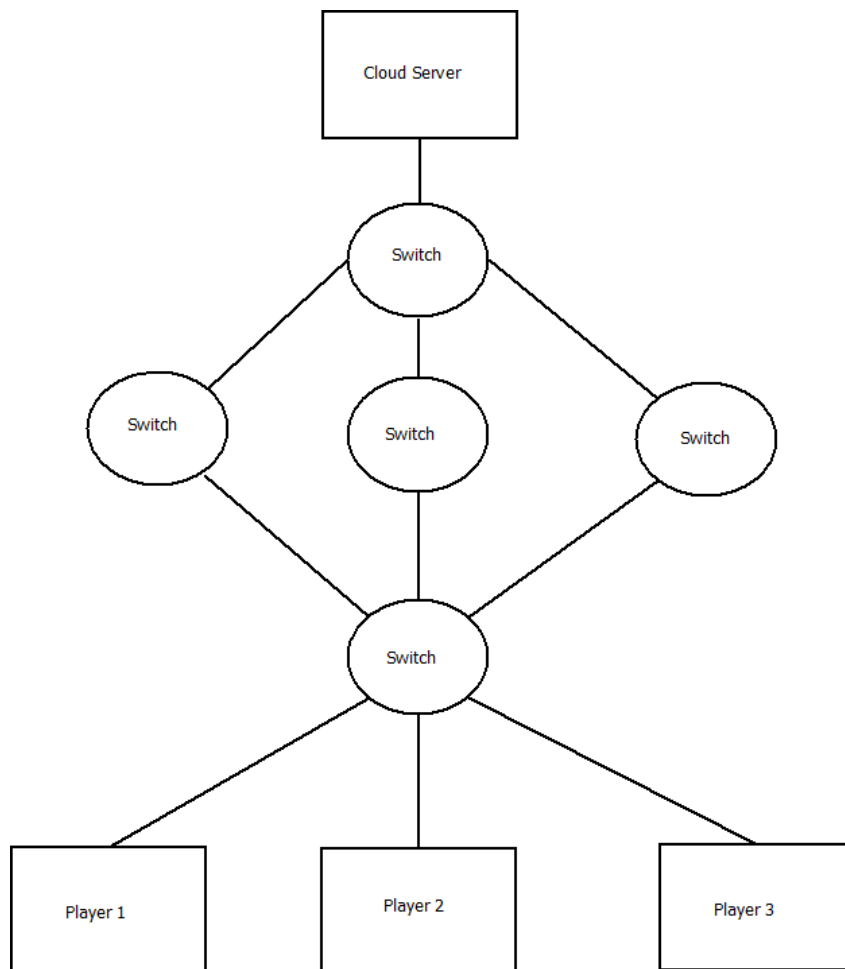 Cloud Server
Switch
Switch
Switch
Switch
Switch
Player 1
Player 2
Player 3